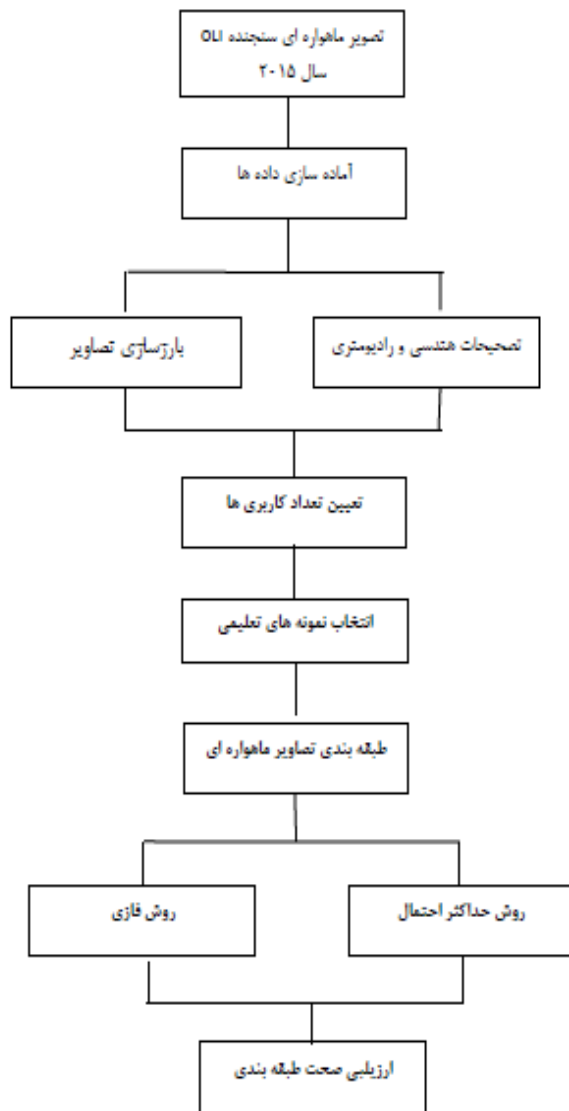 تصویر ماهواره ای سنجنده OLI
سال ۲۰۱۵
آماده سازی داده ها
تصحیحات هندسی و رادیومتری
بارزسازی تصاویر
تعیین تعداد کاربری ها
انتخاب نمونه های تعلیمی
طبقه بندی تصاویر ماهواره ای
روش حداکثر احتمال
روش فازی
ارزیابی صحت طبقه بندی